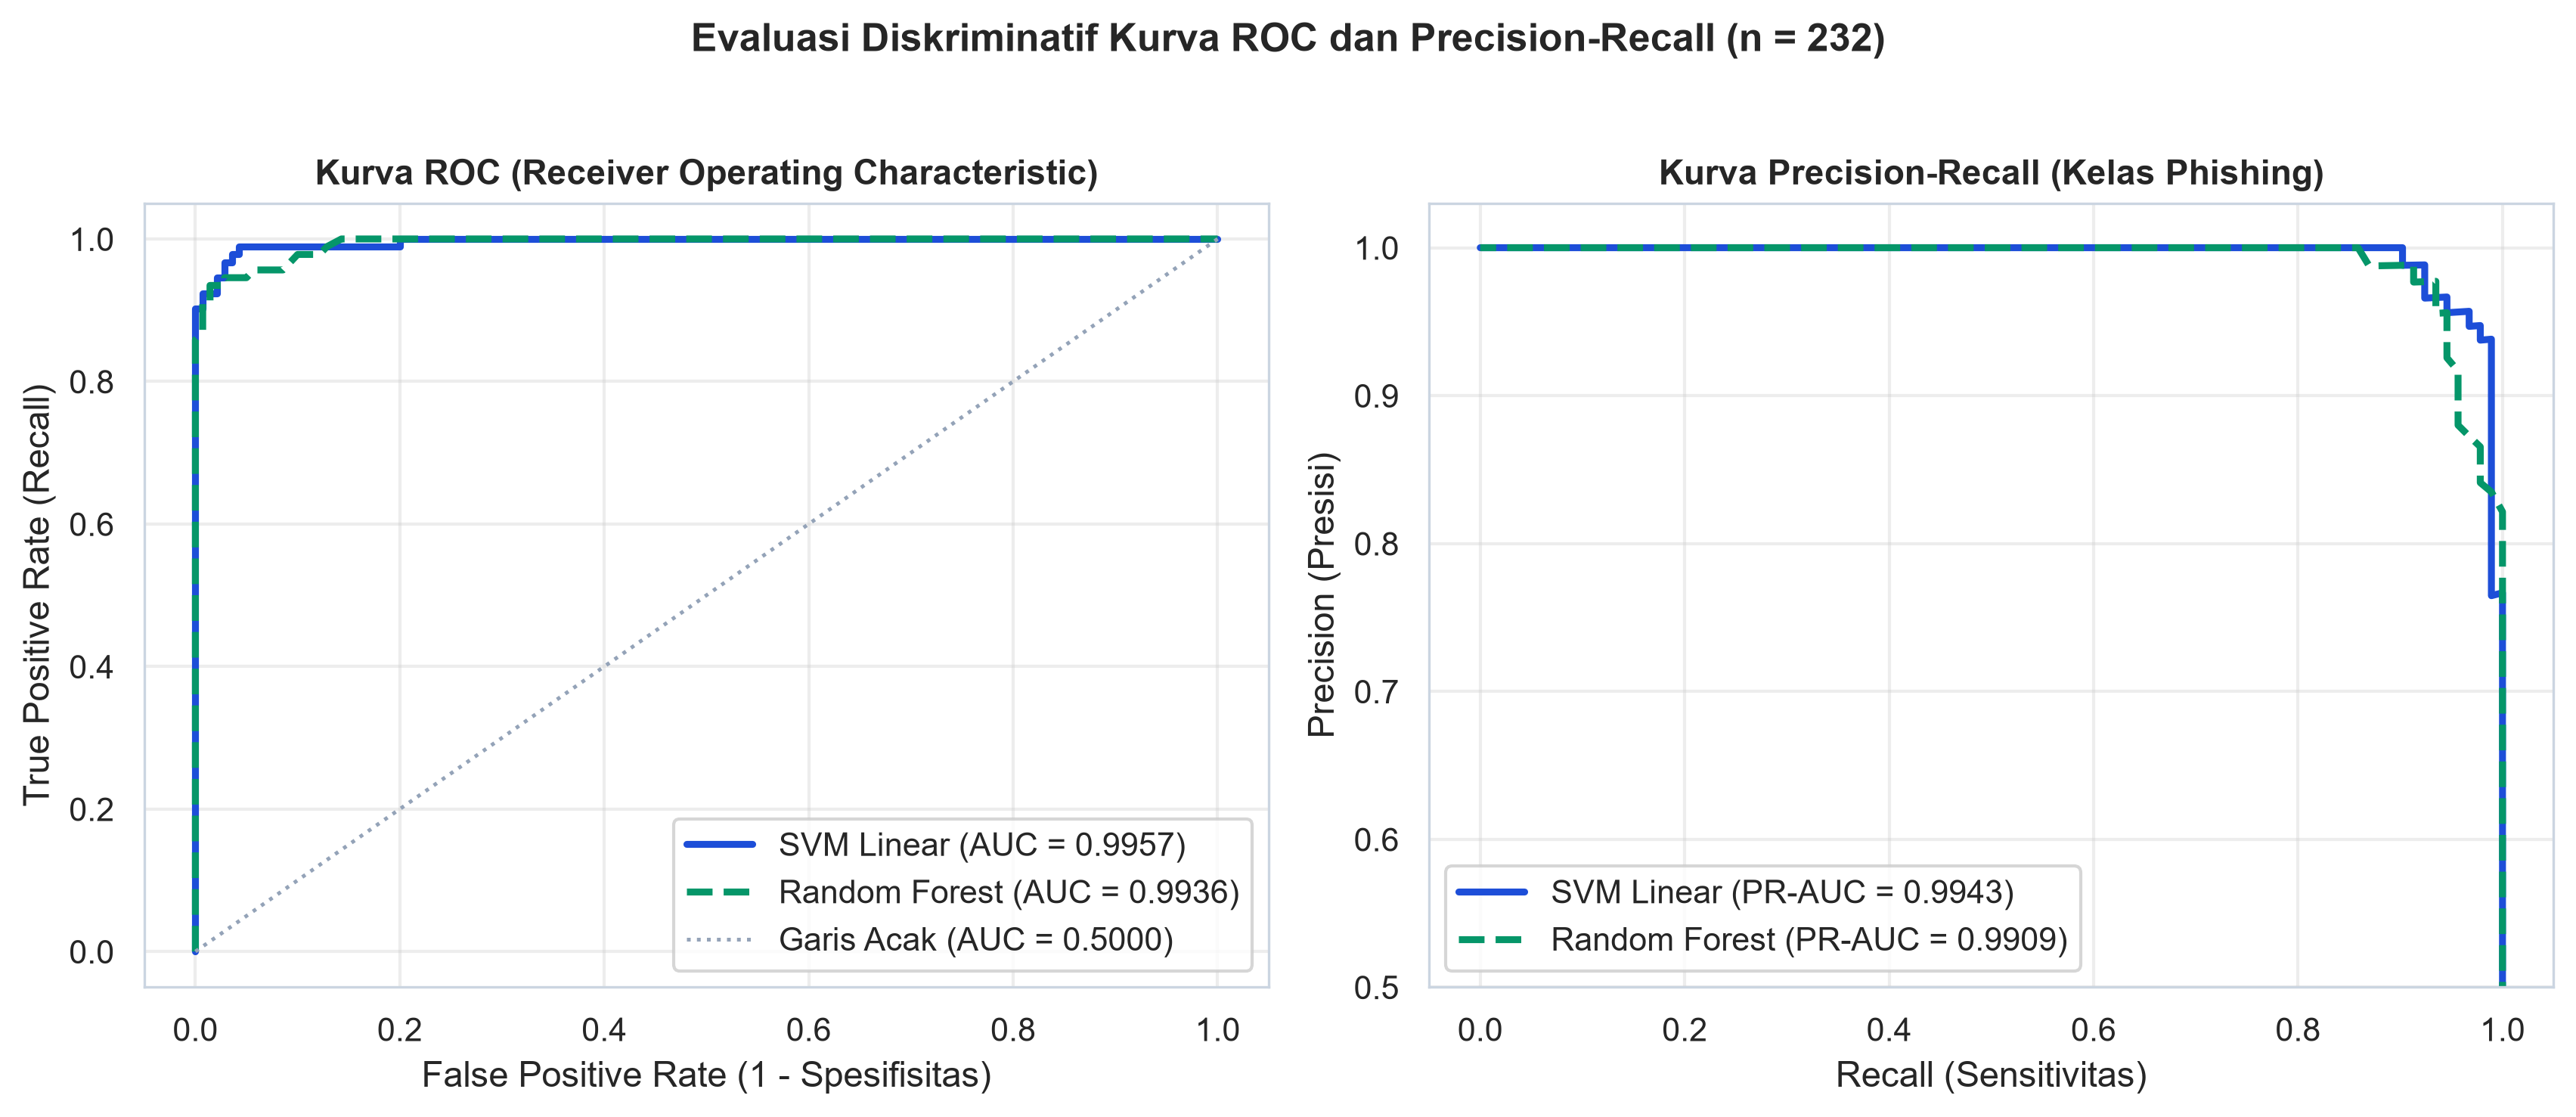 Evaluasi Diskriminatif Kurva ROC dan Precision-Recall (n = 232)
Kurva ROC (Receiver Operating Characteristic)
True Positive Rate (Recall)
1.0
0.8
0.6
0.4
0.2
0.0
0.0 0.2 0.4 0.6 0.8 1.0
False Positive Rate (1 - Spesifisitas)
SVM Linear (AUC = 0.9957)
Random Forest (AUC = 0.9936)
Garis Acak (AUC = 0.5000)
Kurva Precision-Recall (Kelas Phishing)
Precision (Presisi)
1.0
0.9
0.8
0.7
0.6
0.5
0.0 0.2 0.4 0.6 0.8 1.0
Recall (Sensitivitas)
SVM Linear (PR-AUC = 0.9943)
Random Forest (PR-AUC = 0.9909)